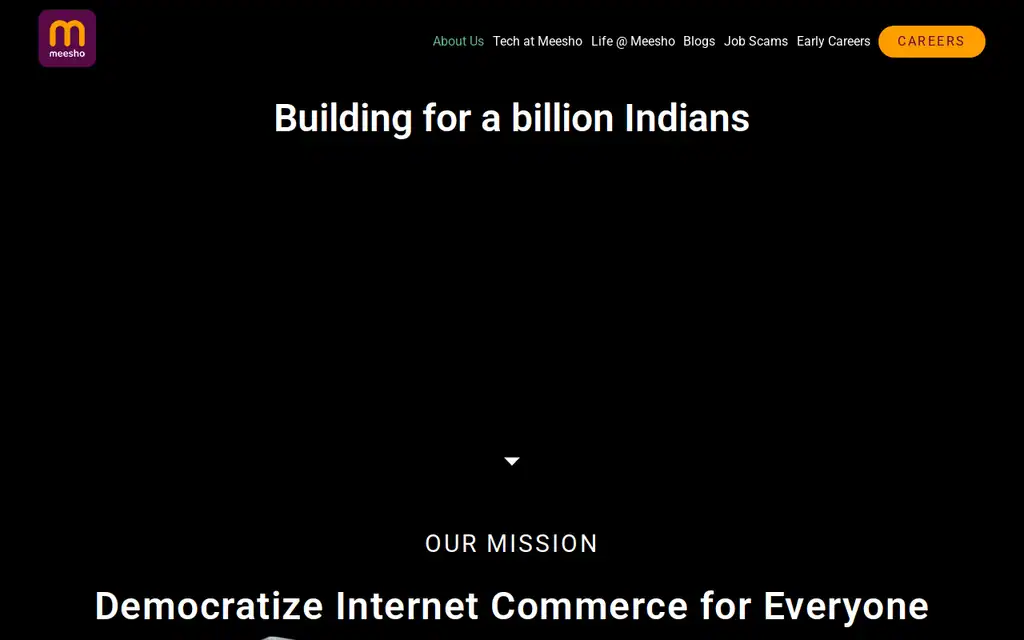 meesho
About Us Tech at Meesho Life @ Meesho Blogs Job Scams Early Careers CAREERS
Building for a billion Indians
OUR MISSION
Democratize Internet Commerce for Everyone